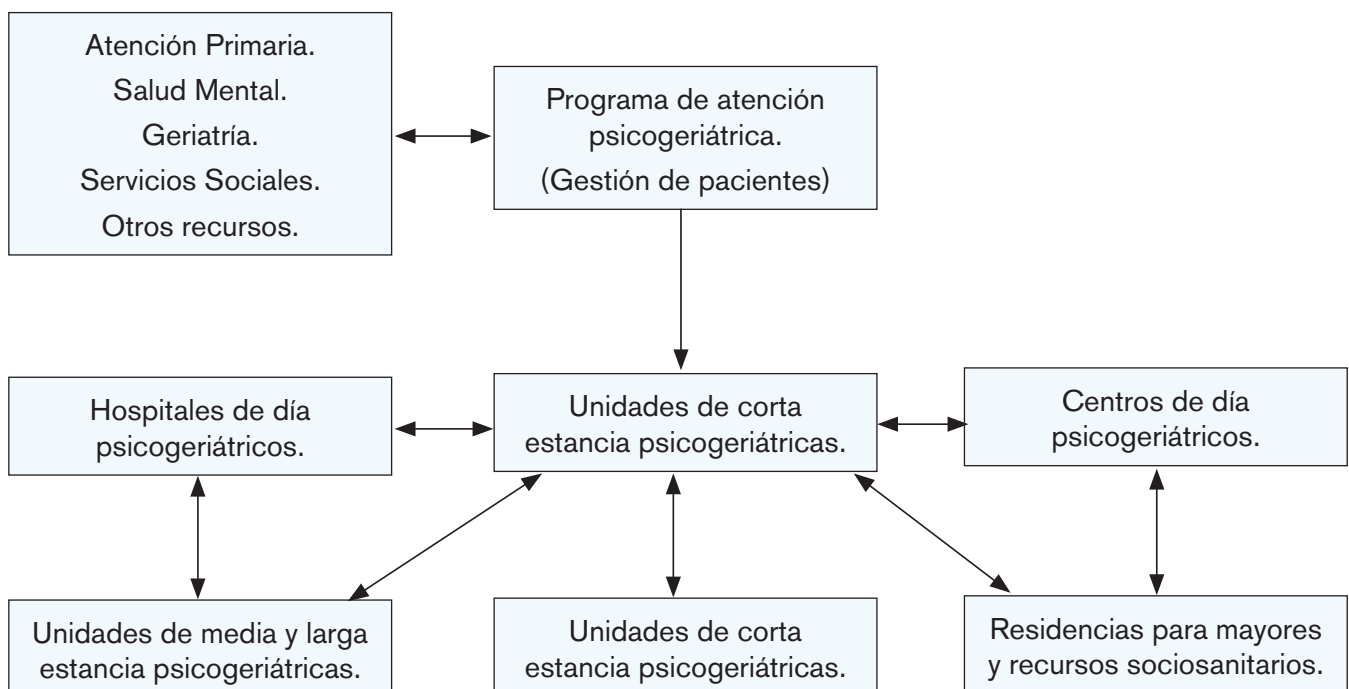 Atención Primaria.
Salud Mental.
Geriatría.
Servicios Sociales.
Otros recursos.
Programa de atención
psicogeriátrica.
(Gestión de pacientes)
Hospitales de día
psicogeriátricos.
Unidades de corta
estancia psicogeriátricas.
Centros de día
psicogeriátricos.
Unidades de media y larga
estancia psicogeriátricas.
Unidades de corta
estancia psicogeriátricas.
Residencias para mayores
y recursos sociosanitarios.